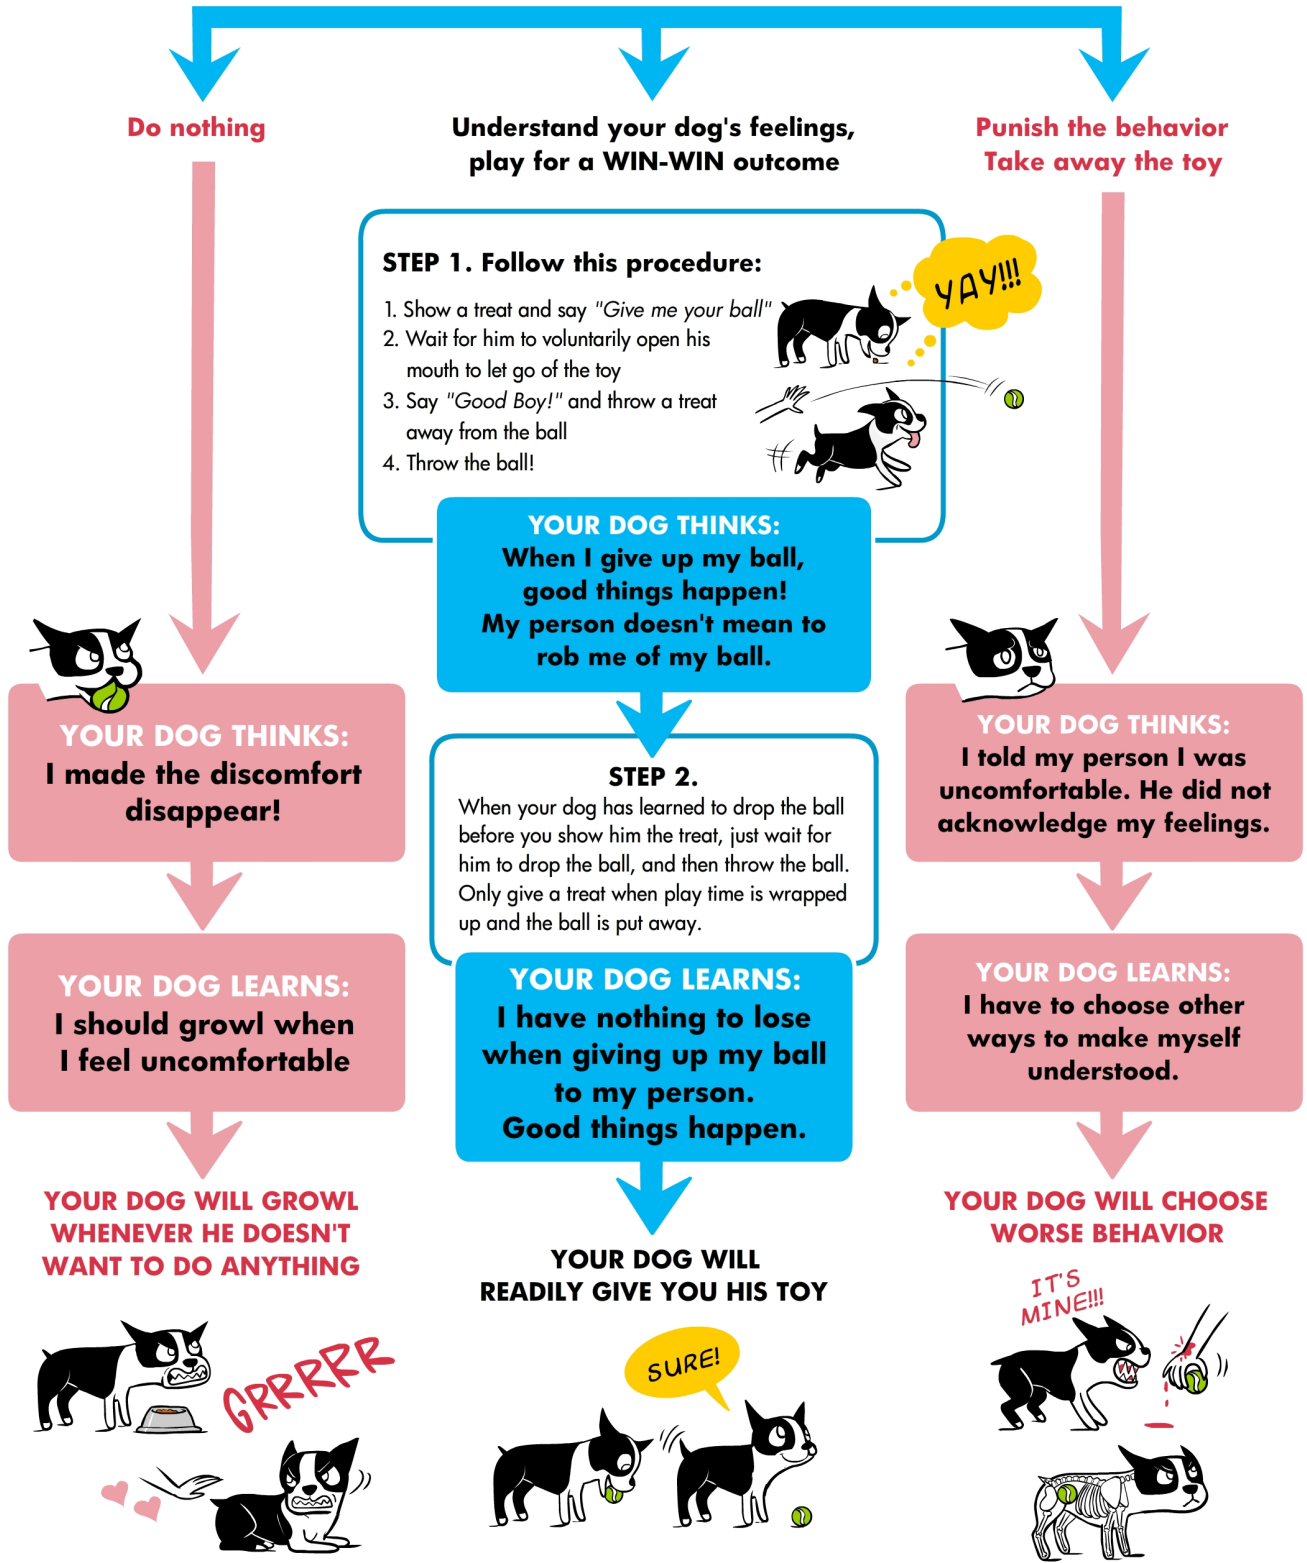 Do nothing
Understand your dog's feelings,
play for a WIN-WIN outcome
Punish the behavior
Take away the toy
STEP 1. Follow this procedure:
1. Show a treat and say "Give me your ball"
2. Wait for him to voluntarily open his
mouth to let go of the toy
3. Say "Good Boy!" and throw a treat
away from the ball
4. Throw the ball!
YAY!!!
YOUR DOG THINKS:
When I give up my ball,
good things happen!
My person doesn't mean to
rob me of my ball.
YOUR DOG THINKS:
I made the discomfort
disappear!
YOUR DOG THINKS:
I told my person I was
uncomfortable. He did not
acknowledge my feelings.
STEP 2.
When your dog has learned to drop the ball
before you show him the treat, just wait for
him to drop the ball, and then throw the ball.
Only give a treat when play time is wrapped
up and the ball is put away.
YOUR DOG LEARNS:
I should growl when
I feel uncomfortable
YOUR DOG LEARNS:
I have nothing to lose
when giving up my ball
to my person.
Good things happen.
YOUR DOG LEARNS:
I have to choose other
ways to make myself
understood.
YOUR DOG WILL GROWL
WHENEVER HE DOESN'T
WANT TO DO ANYTHING
YOUR DOG WILL
READILY GIVE YOU HIS TOY
YOUR DOG WILL CHOOSE
WORSE BEHAVIOR
GRRRRR
SURE!
IT'S
MINE!!!